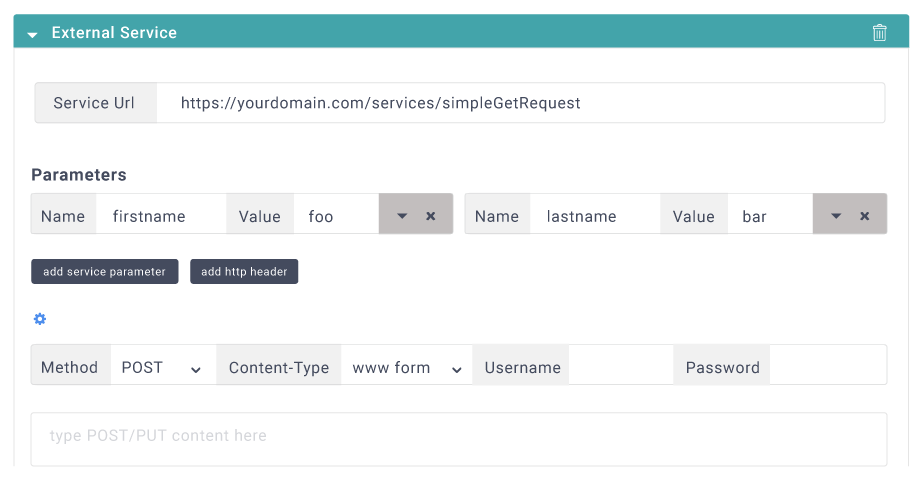 External Service
Service Url https://yourdomain.com/services/simpleGetRequest
Parameters
Name firstname Value foo Name lastname Value bar
add service parameter add http header
Method POST Content-Type www form Username Password
type POST/PUT content here